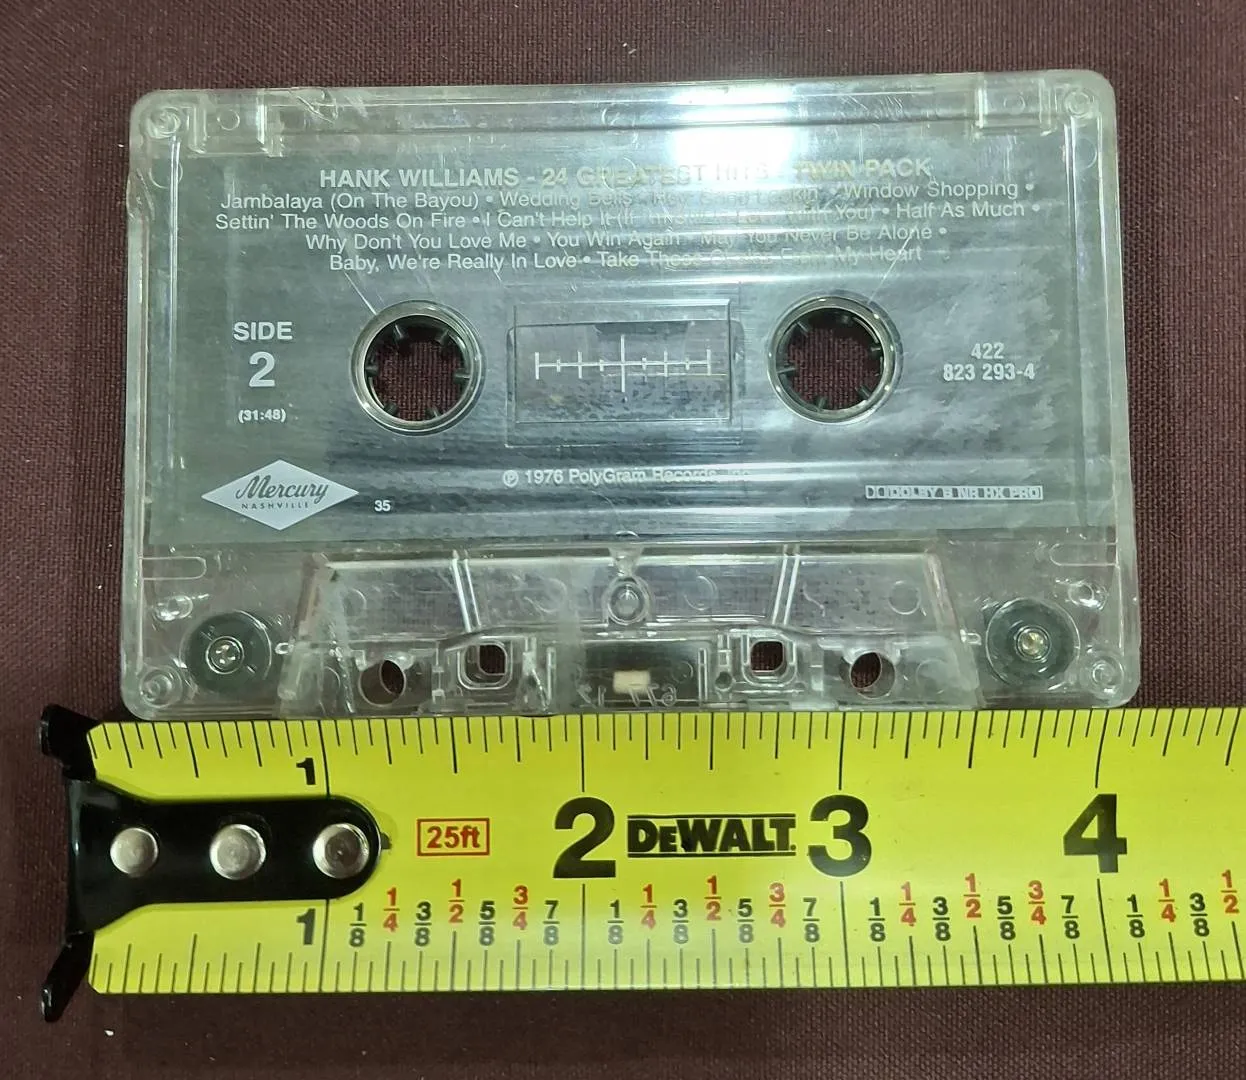 HANK WILLIAMS - 24 GREATEST HITS - TWIN PACK
Jambalaya (On The Bayou) • Wedding Bells • Hey, Good Lookin' • Window Shopping •
Settin' The Woods On Fire • I Can't Help It (If I'm Still In Love With You) • Half As Much •
Why Don't You Love Me • You Win Again • May You Never Be Alone •
Baby, We're Really In Love • Take These Chains From My Heart
SIDE
2
(31:48)
422
823 293-4
℗ 1976 PolyGram Records, Inc.
Mercury
NASHVILLE
35
DOLBY B NR HX PRO
1
25ft
2
DEWALT.
3
4
1
1/8 1/4 3/8 1/2 5/8 3/4 7/8 1/8 1/4 3/8 1/2 5/8 3/4 7/8 1/8 1/4 3/8 1/2 5/8 3/4 7/8 1/8 1/4 3/8 1/2